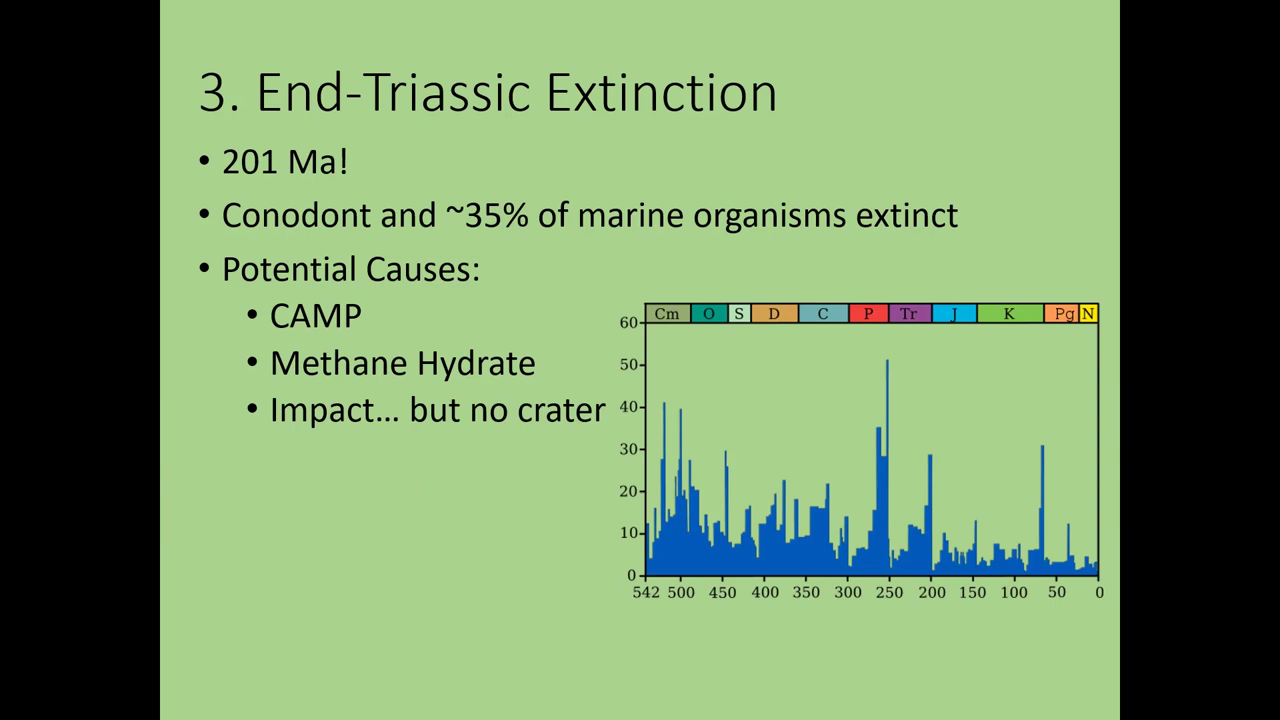 3. End-Triassic Extinction
• 201 Ma!
• Conodont and ~35% of marine organisms extinct
• Potential Causes:
• CAMP
• Methane Hydrate
• Impact… but no crater
Cm O S D C P Tr J K Pg N
60
50
40
30
20
10
0
542 500 450 400 350 300 250 200 150 100 50 0